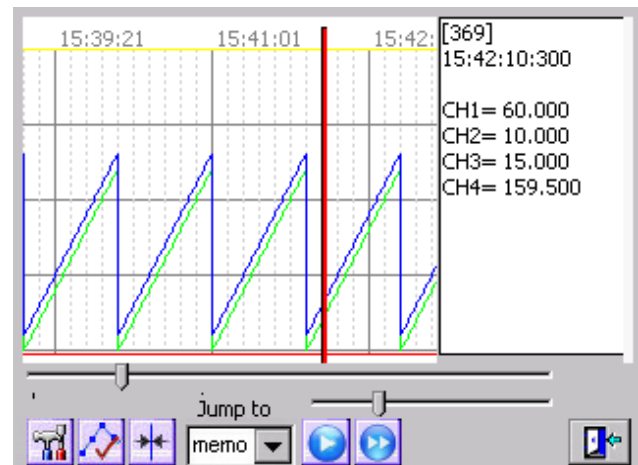 15:39:21 15:41:01 15:42:
[369]
15:42:10:300
CH1= 60.000
CH2= 10.000
CH3= 15.000
CH4= 159.500
Jump to
memo